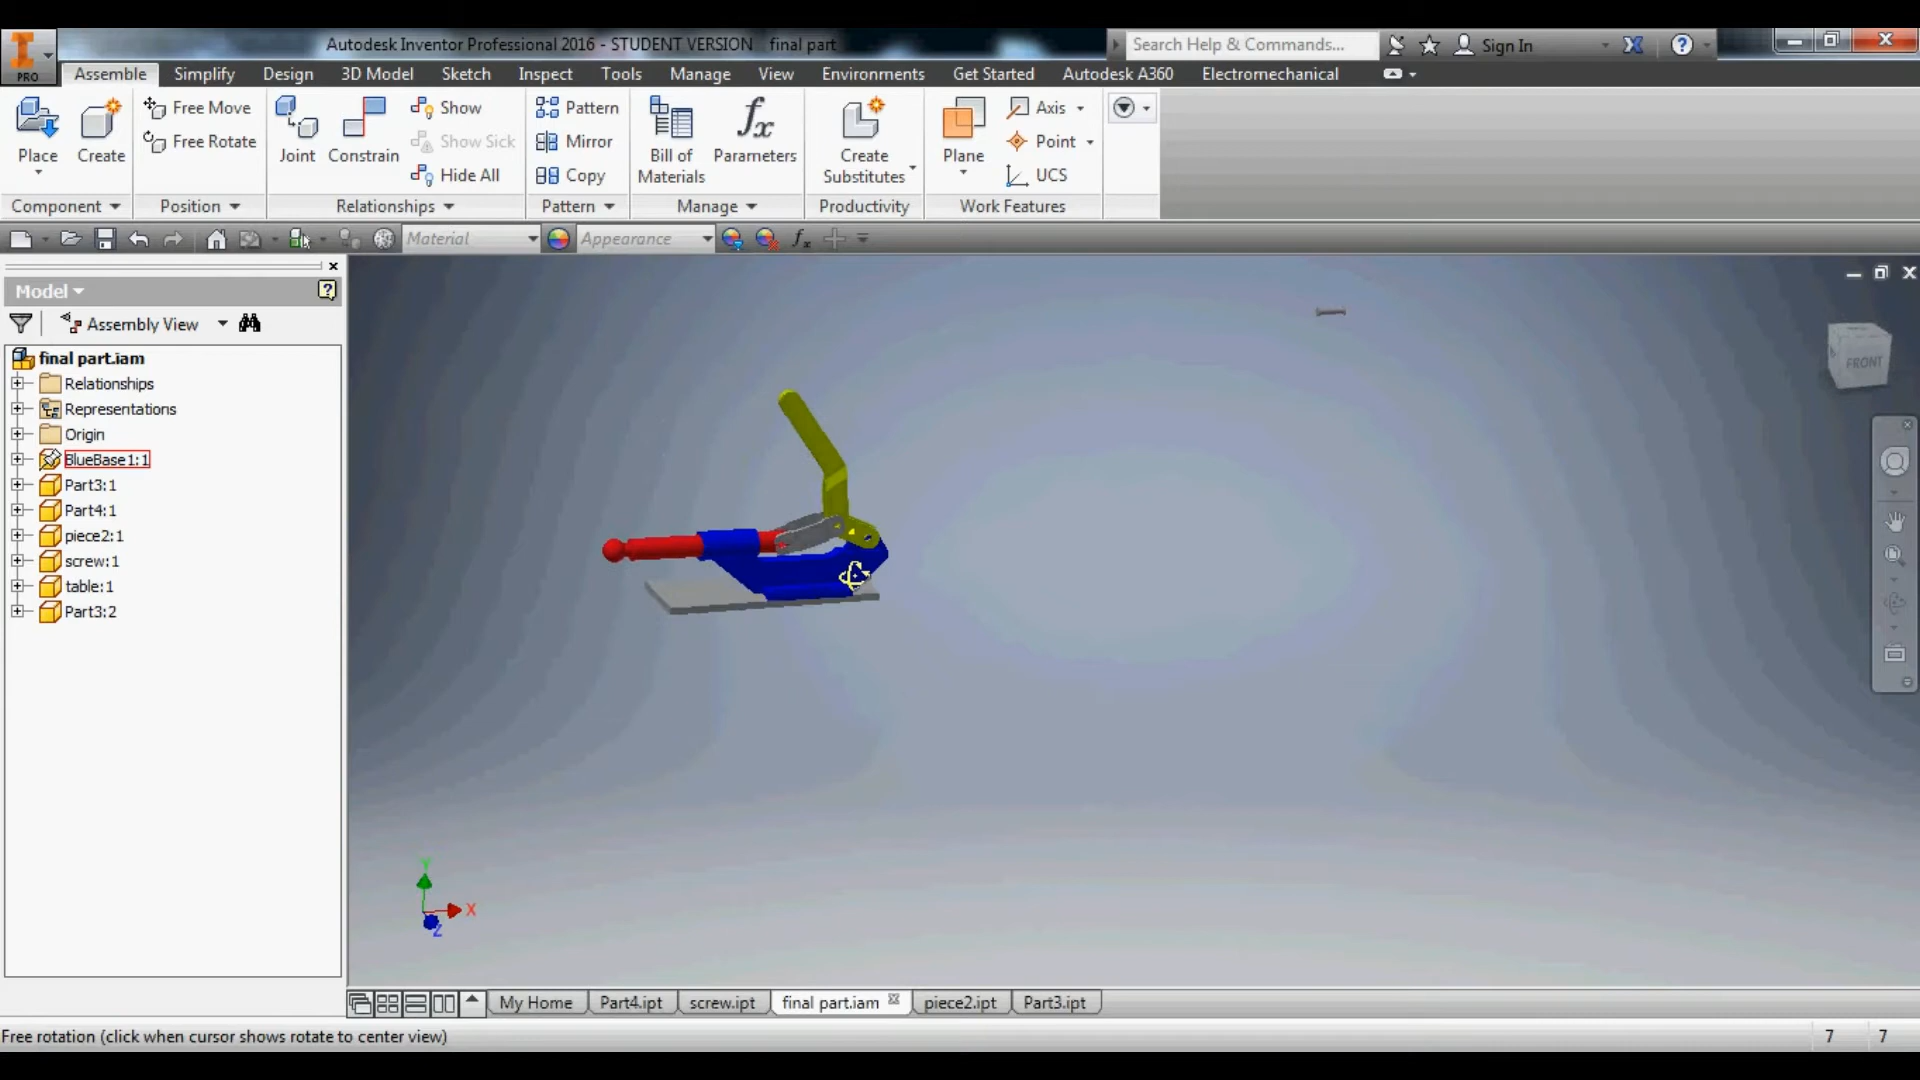 Autodesk Inventor Professional 2016 - STUDENT VERSION final part
Search Help & Commands...
Sign In
PRO
Assemble Simplify Design 3D Model Sketch Inspect Tools Manage View Environments Get Started Autodesk A360 Electromechanical
Place
Create
Free Move
Free Rotate
Joint
Constrain
Show
Show Sick
Hide All
Pattern
Mirror
Copy
Bill of
Materials
fx
Parameters
Create
Substitutes
Plane
Axis
Point
UCS
Component
Position
Relationships
Pattern
Manage
Productivity
Work Features
Material
Appearance
fx
Model
Assembly View
final part.iam
Relationships
Representations
Origin
BlueBase1:1
Part3:1
Part4:1
piece2:1
screw:1
table:1
Part3:2
FRONT
Y
X
Z
My Home
Part4.ipt
screw.ipt
final part.iam
piece2.ipt
Part3.ipt
Free rotation (click when cursor shows rotate to center view)
7 7